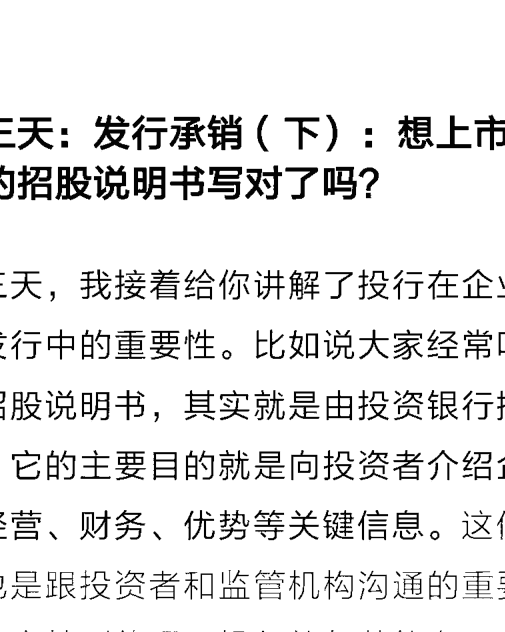 三天：发行承销（下）：想上市
的招股说明书写对了吗？
三天，我接着给你讲解了投行在企业
发行中的重要性。比如说大家经常听
招股说明书，其实就是由投资银行
它的主要目的就是向投资者介绍企
经营、财务、优势等关键信息。这
也是跟投资者和监管机构沟通的重要